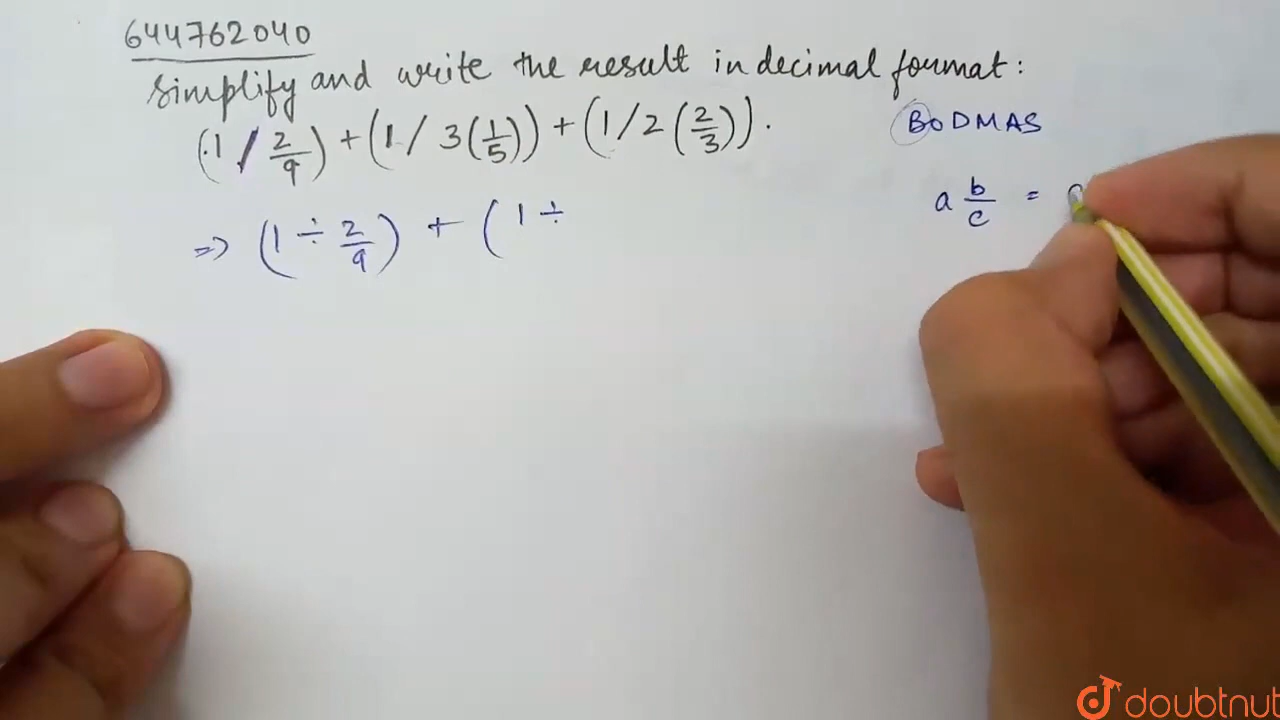 644762040
Simplify and write the result in decimal format:
(1 / 2/9) + (1 / 3(1/5)) + (1/2(2/3)).
BODMAS
a b/c =
=> (1 ÷ 2/9) + (1 ÷
doubtnut